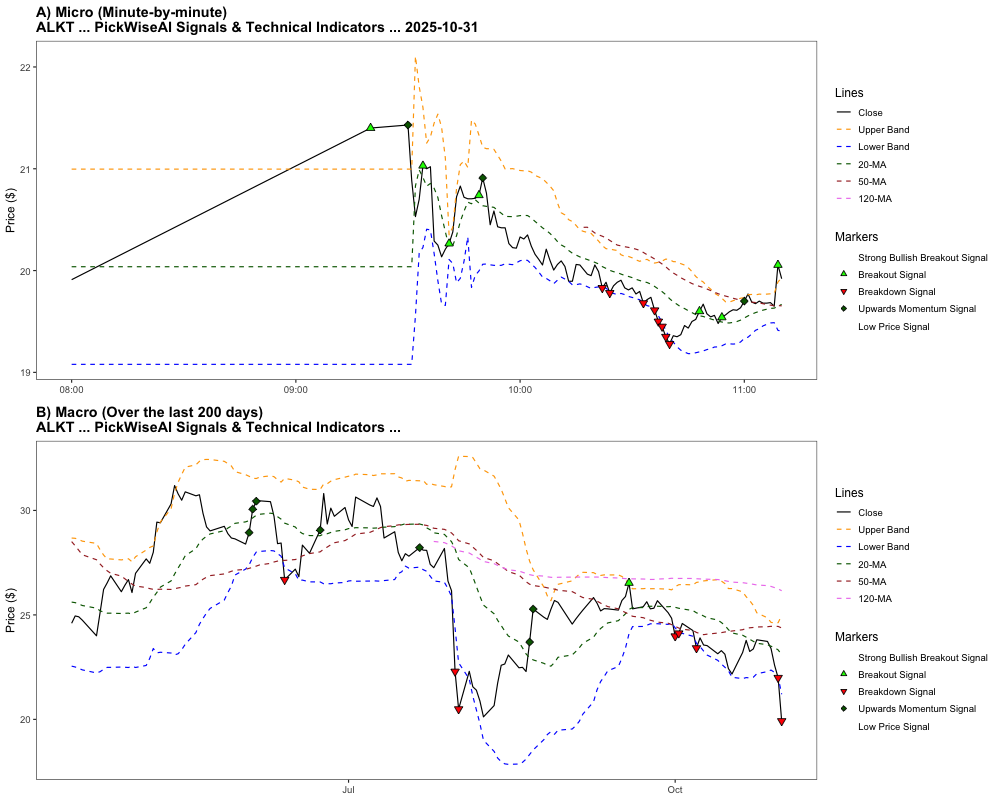 A) Micro (Minute-by-minute)
ALKT ... PickWiseAI Signals & Technical Indicators ... 2025-10-31
Price ($)
22
21
20
19
08:00
09:00
10:00
11:00
Lines
Close
Upper Band
Lower Band
20-MA
50-MA
120-MA
Markers
Strong Bullish Breakout Signal
Breakout Signal
Breakdown Signal
Upwards Momentum Signal
Low Price Signal
B) Macro (Over the last 200 days)
ALKT ... PickWiseAI Signals & Technical Indicators ...
Price ($)
30
25
20
Jul
Oct
Lines
Close
Upper Band
Lower Band
20-MA
50-MA
120-MA
Markers
Strong Bullish Breakout Signal
Breakout Signal
Breakdown Signal
Upwards Momentum Signal
Low Price Signal